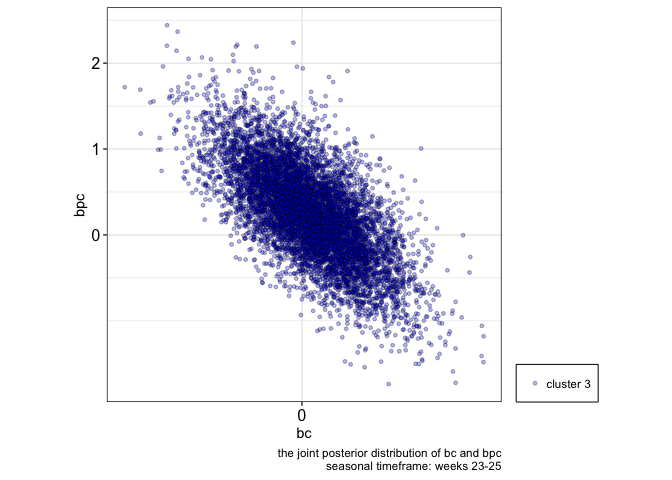 2
1
0
bpc
0
bc
cluster 3
the joint posterior distribution of bc and bpc
seasonal timeframe: weeks 23-25